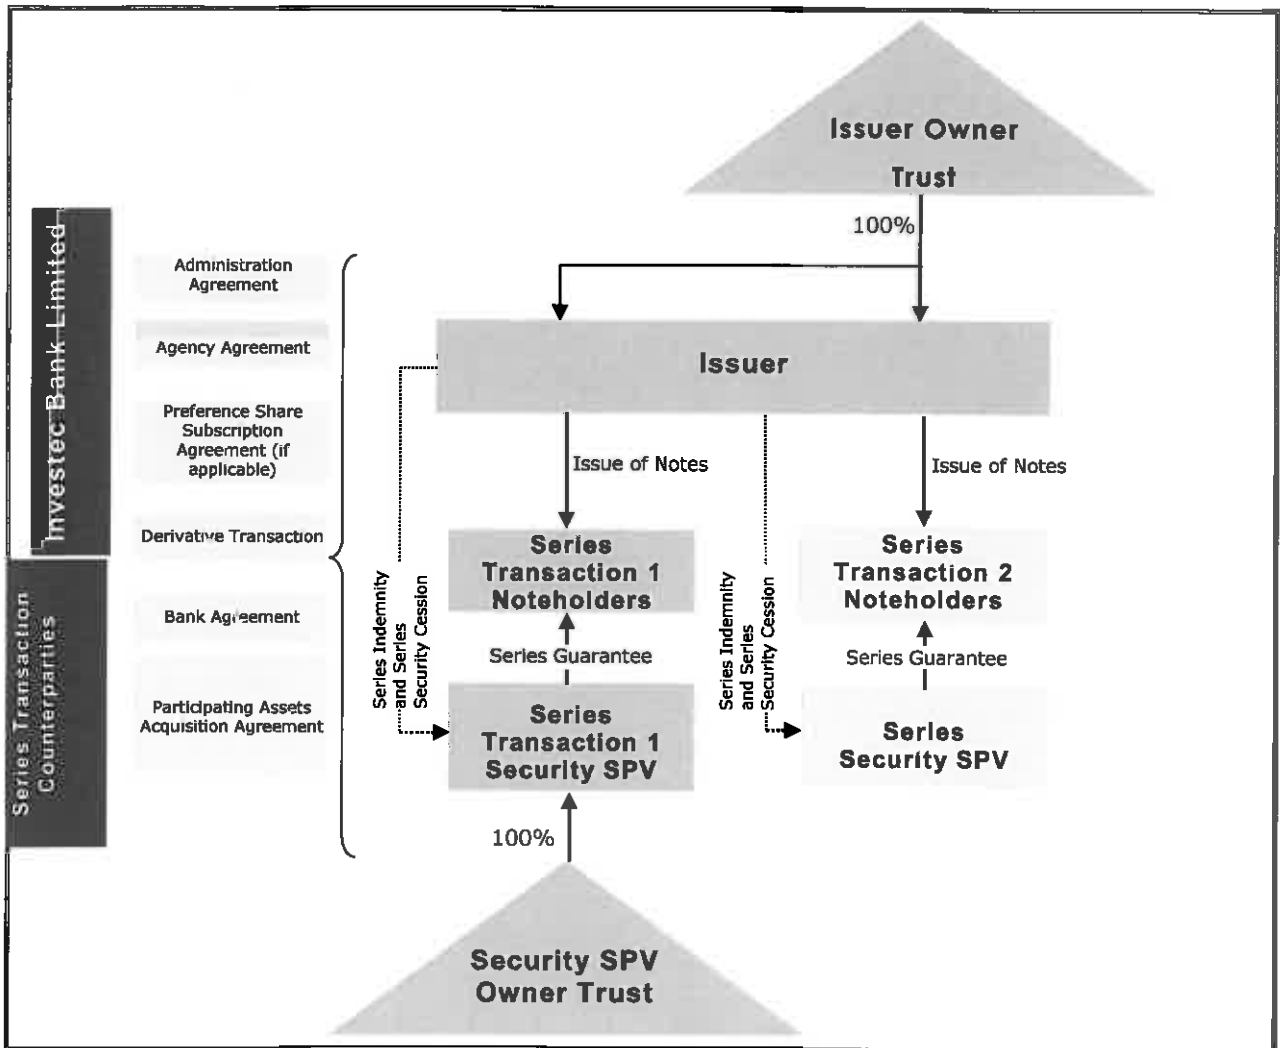 Issuer Owner
Trust
100%
Investec Bank Limited
Series Transaction
Counterparties
Administration
Agreement
Agency Agreement
Preference Share
Subscription
Agreement (if
applicable)
Derivative Transaction
Bank Agreement
Participating Assets
Acquisition Agreement
Issuer
Issue of Notes
Issue of Notes
Series Indemnity
and Series
Security Cession
Series
Transaction 1
Noteholders
Series Guarantee
Series
Transaction 1
Security SPV
Series Indemnity
and Series
Security Cession
Series
Transaction 2
Noteholders
Series Guarantee
Series
Security SPV
100%
Security SPV
Owner Trust